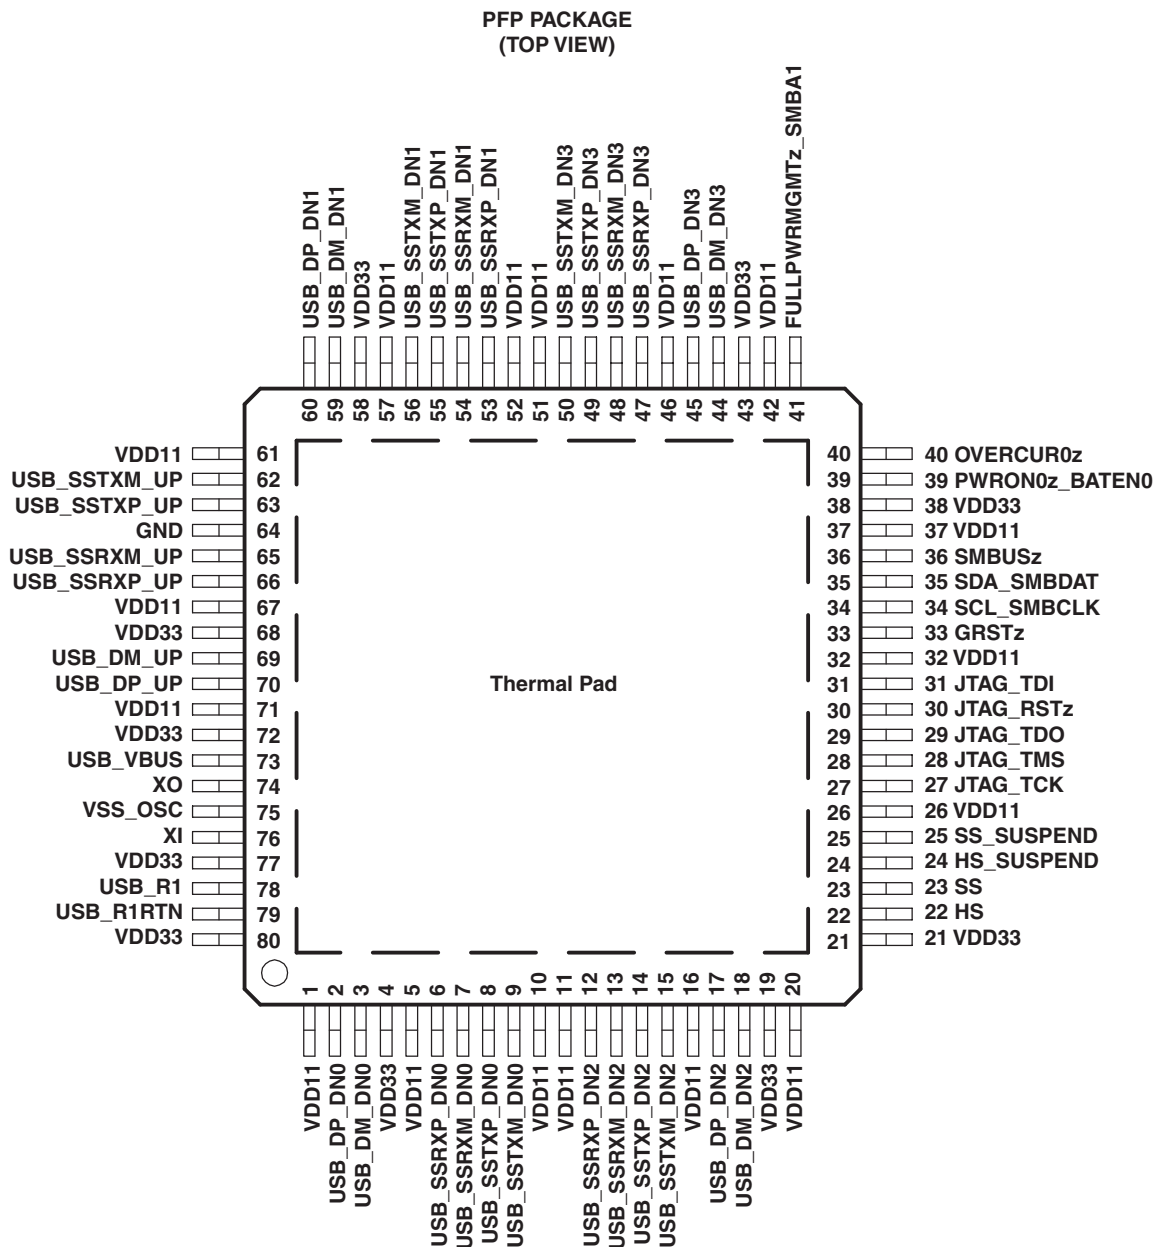 PFP PACKAGE
(TOP VIEW)
USB_DP_DN1
USB_DM_DN1
VDD33
VDD11
USB_SSTXM_DN1
USB_SSTXP_DN1
USB_SSRXM_DN1
USB_SSRXP_DN1
VDD11
VDD11
USB_SSTXM_DN3
USB_SSTXP_DN3
USB_SSRXM_DN3
USB_SSRXP_DN3
VDD11
USB_DP_DN3
USB_DM_DN3
VDD33
VDD11
FULLPWRMGMTz_SMBA1
60
59
58
57
56
55
54
53
52
51
50
49
48
47
46
45
44
43
42
41
VDD11 61
USB_SSTXM_UP 62
USB_SSTXP_UP 63
GND 64
USB_SSRXM_UP 65
USB_SSRXP_UP 66
VDD11 67
VDD33 68
USB_DM_UP 69
USB_DP_UP 70
VDD11 71
VDD33 72
USB_VBUS 73
XO 74
VSS_OSC 75
XI 76
VDD33 77
USB_R1 78
USB_R1RTN 79
VDD33 80
Thermal Pad
40 40 OVERCUR0z
39 39 PWRON0z_BATEN0
38 38 VDD33
37 37 VDD11
36 36 SMBUSz
35 35 SDA_SMBDAT
34 34 SCL_SMBCLK
33 33 GRSTz
32 32 VDD11
31 31 JTAG_TDI
30 30 JTAG_RSTz
29 29 JTAG_TDO
28 28 JTAG_TMS
27 27 JTAG_TCK
26 26 VDD11
25 25 SS_SUSPEND
24 24 HS_SUSPEND
23 23 SS
22 22 HS
21 21 VDD33
1
2
3
4
5
6
7
8
9
10
11
12
13
14
15
16
17
18
19
20
VDD11
USB_DP_DN0
USB_DM_DN0
VDD33
VDD11
USB_SSRXP_DN0
USB_SSRXM_DN0
USB_SSTXP_DN0
USB_SSTXM_DN0
VDD11
VDD11
USB_SSRXP_DN2
USB_SSRXM_DN2
USB_SSTXP_DN2
USB_SSTXM_DN2
VDD11
USB_DP_DN2
USB_DM_DN2
VDD33
VDD11